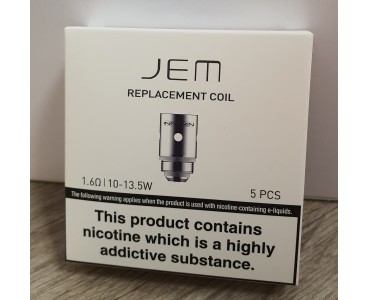 JEM
REPLACEMENT COIL
INNOKIN
1.6Ω | 10-13.5W
5 PCS
The following warning applies when the product is used with nicotine-containing e-liquids.
This product contains
nicotine which is a highly
addictive substance.